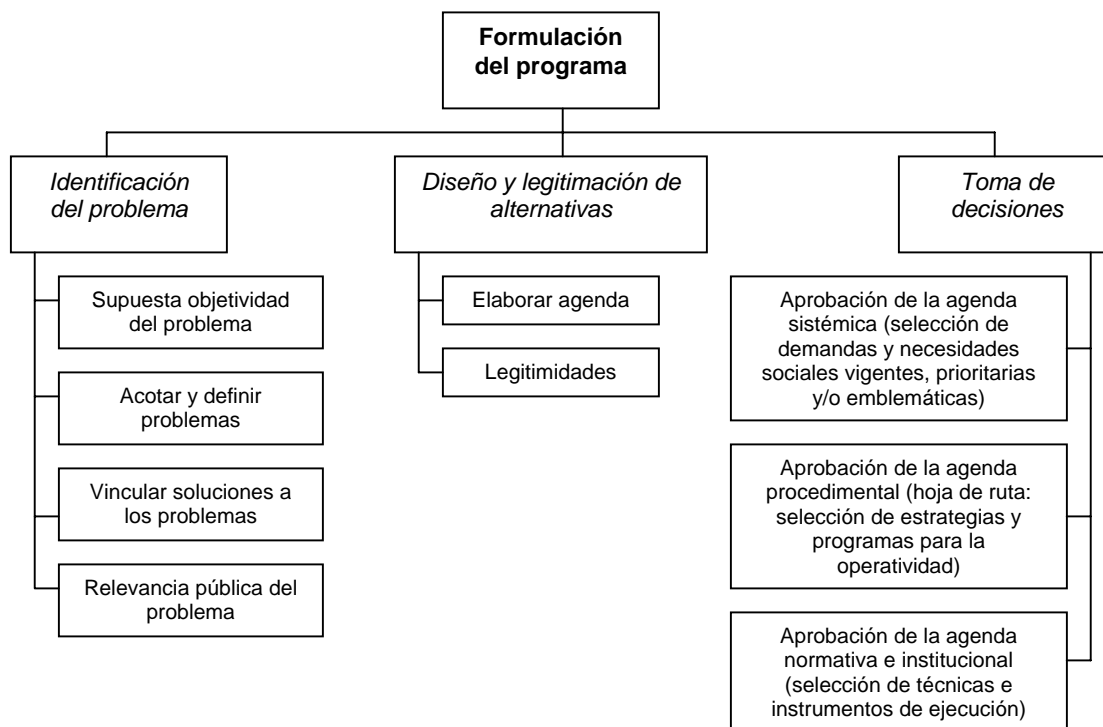 Formulación
del programa
Identificación
del problema
Supuesta objetividad
del problema
Acotar y definir
problemas
Vincular soluciones a
los problemas
Relevancia pública del
problema
Diseño y legitimación de
alternativas
Elaborar agenda
Legitimidades
Toma de
decisiones
Aprobación de la agenda
sistémica (selección de
demandas y necesidades
sociales vigentes, prioritarias
y/o emblemáticas)
Aprobación de la agenda
procedimental (hoja de ruta:
selección de estrategias y
programas para la
operatividad)
Aprobación de la agenda
normativa e institucional
(selección de técnicas e
instrumentos de ejecución)